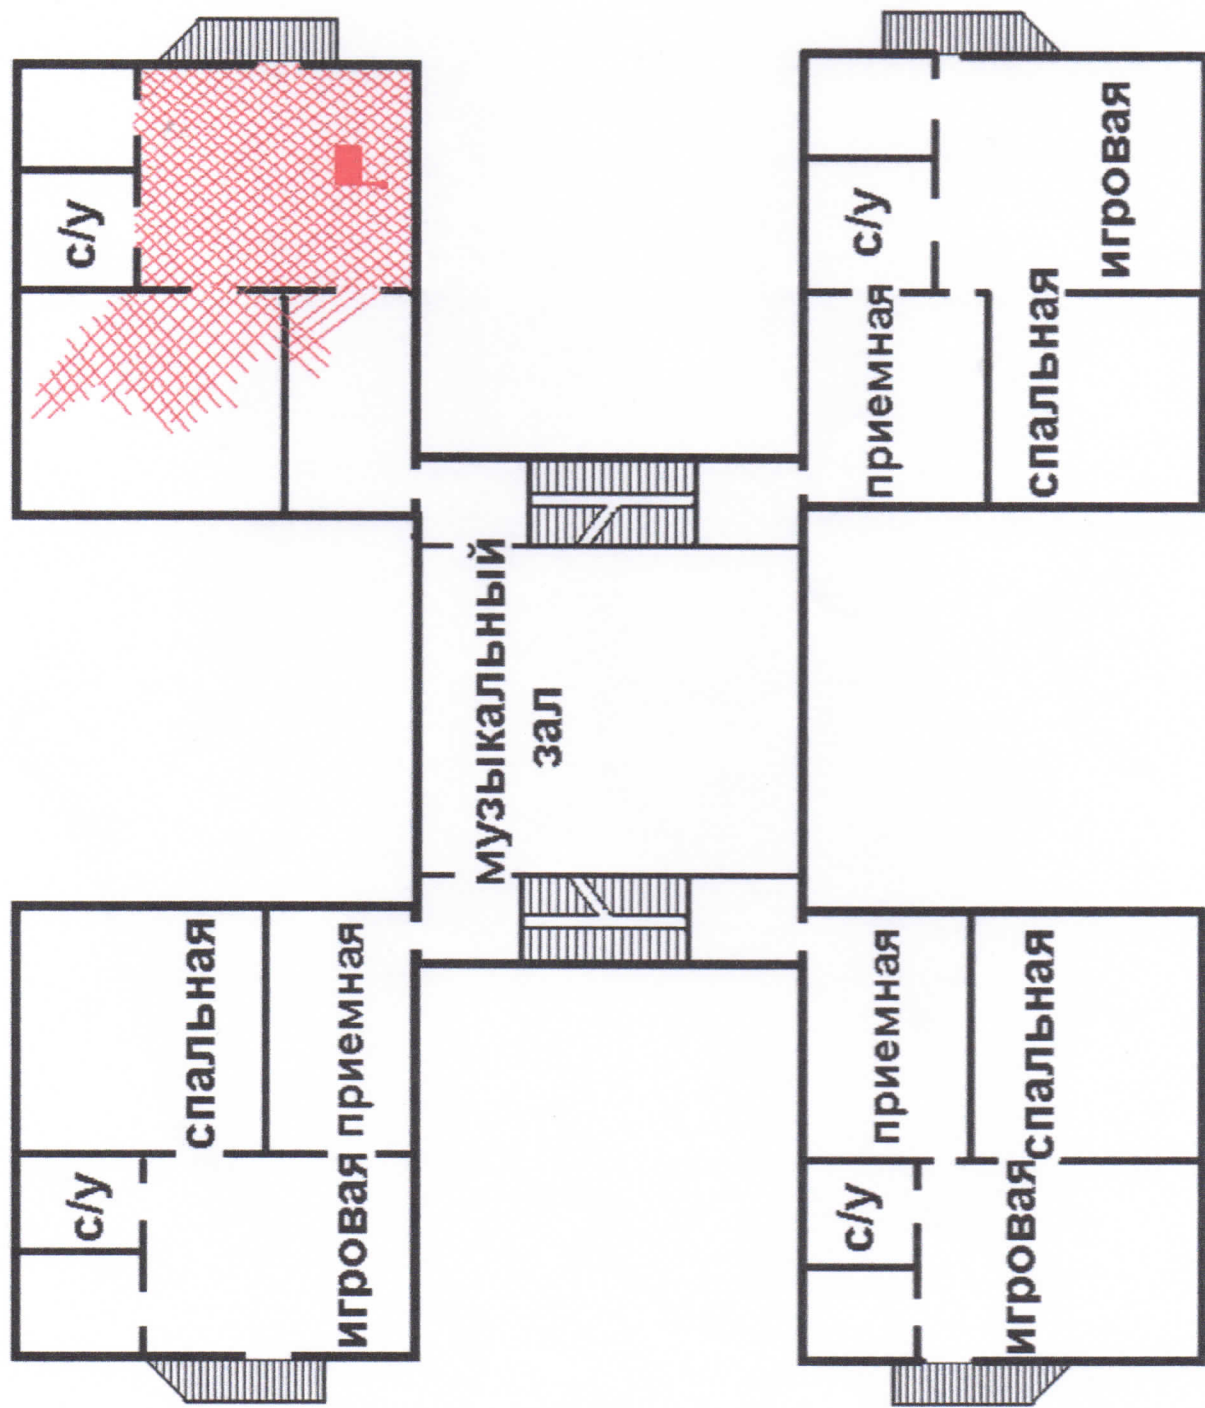 с/у
с/у
игровая
приемная
спальная
музыкальный
зал
спальная
приемная
приемная
спальная
с/у
игровая
с/у
игровая